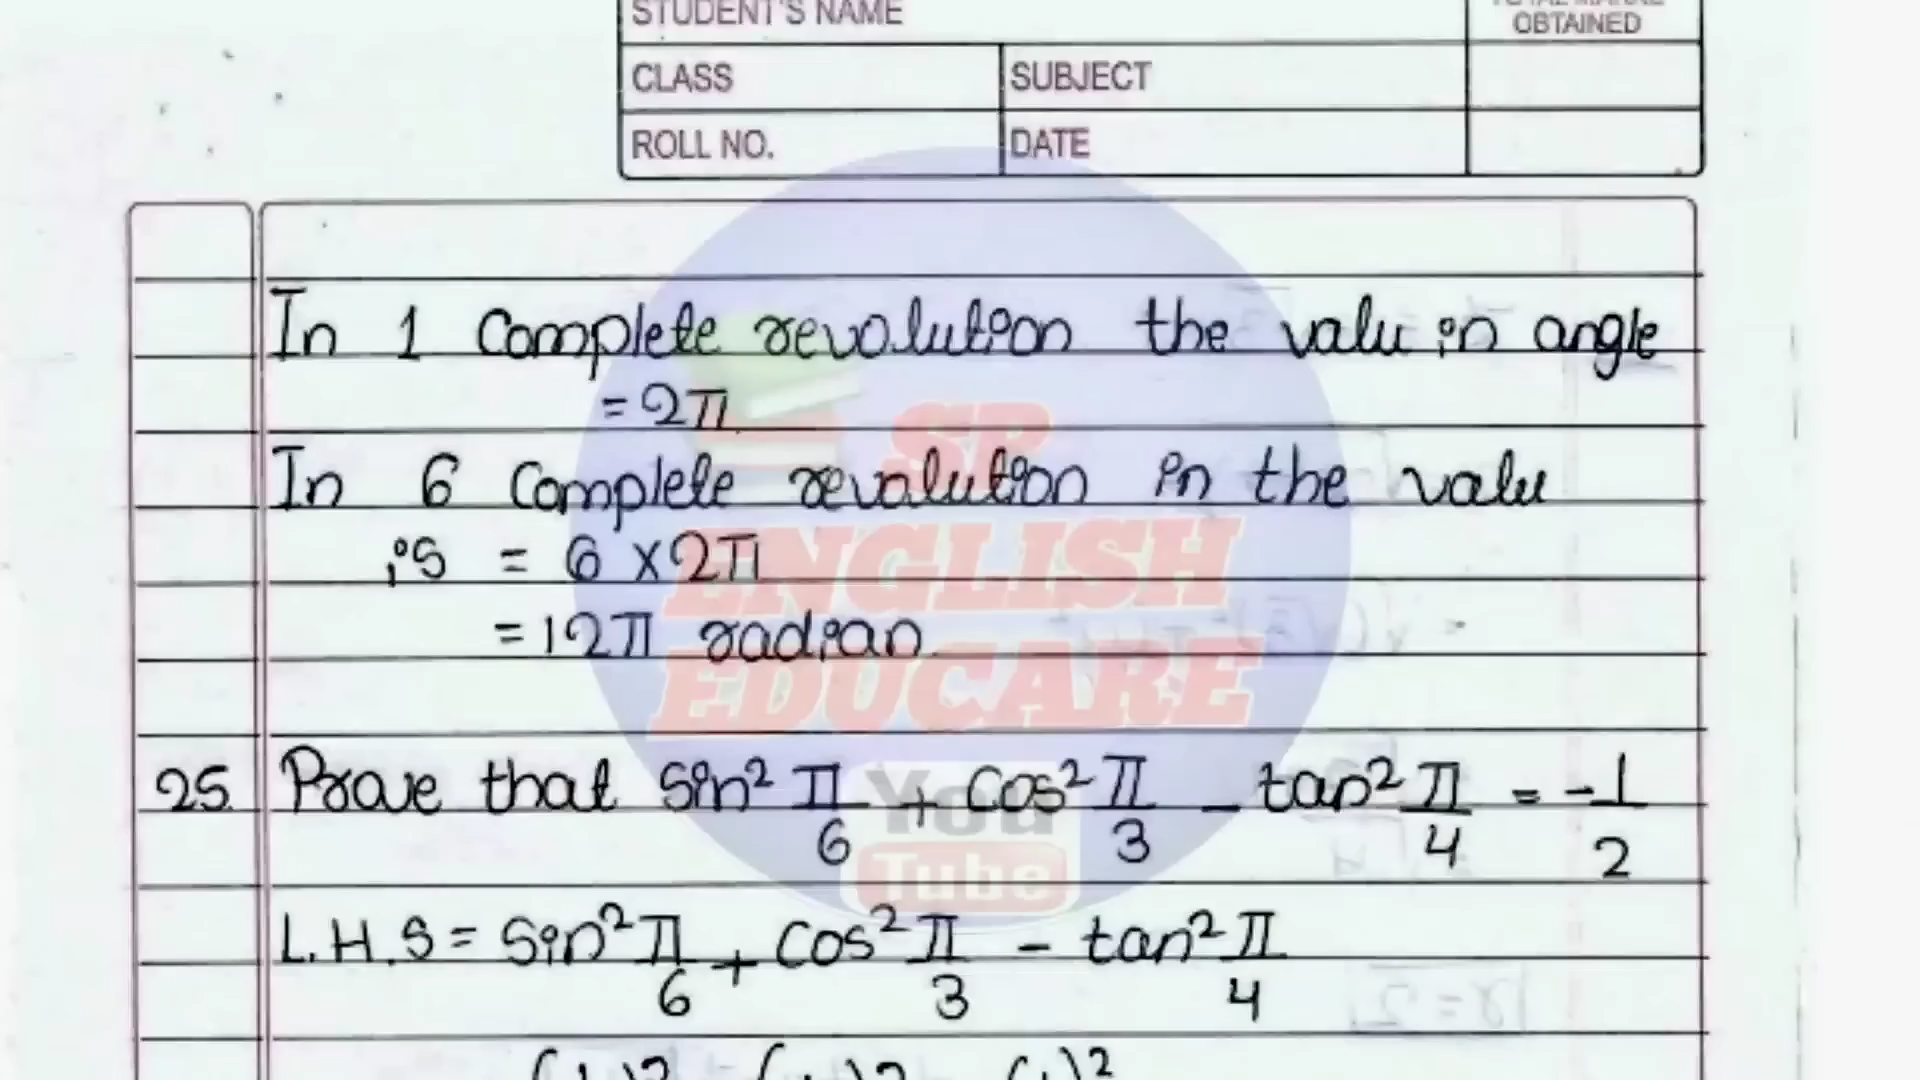 STUDENT'S NAME
OBTAINED
CLASS
SUBJECT
ROLL NO.
DATE
In 1 Complete revolution the valu in angle
= 2π
In 6 Complete revolution in the valu
is = 6 x 2π
= 12π radian
25. Prove that Sin² π/6 + Cos² π/3 - tan² π/4 = -1/2
L.H.S = Sin² π/6 + Cos² π/3 - tan² π/4
SP
ENGLISH
EDUCARE
You
Tube